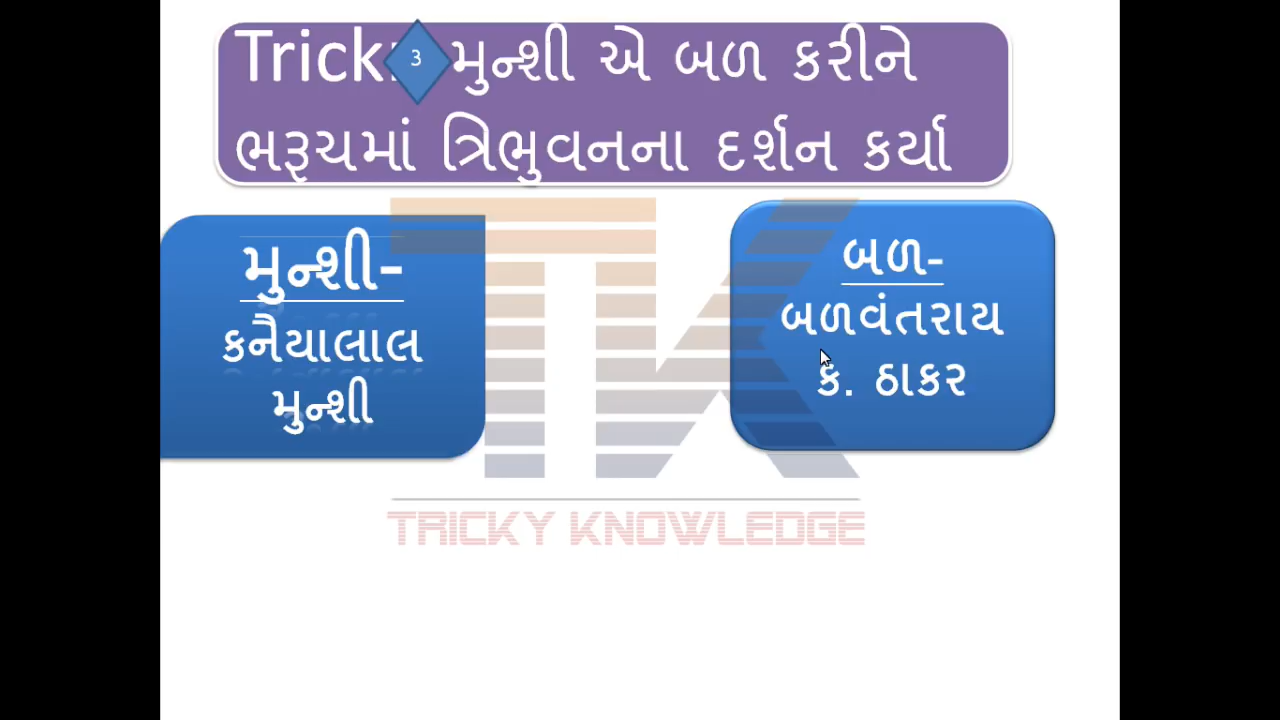 Trick: 3 મુન્શી એ બળ કરીને
ભરૂચમાં ત્રિભુવનના દર્શન કર્યા
મુન્શી-
કનૈયાલાલ
મુન્શી
બળ-
બળવંતરાય
ક. ઠાકર
TRICKY KNOWLEDGE